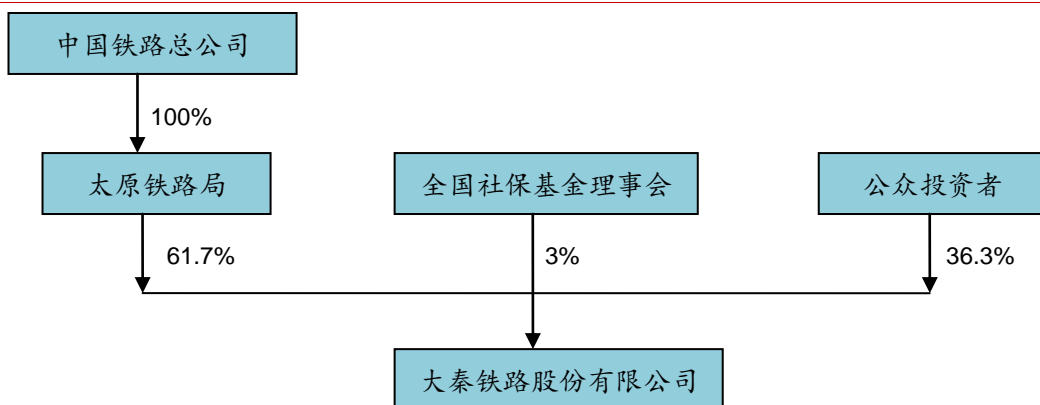 中国铁路总公司
100%
太原铁路局
全国社保基金理事会
公众投资者
61.7%
3%
36.3%
大秦铁路股份有限公司